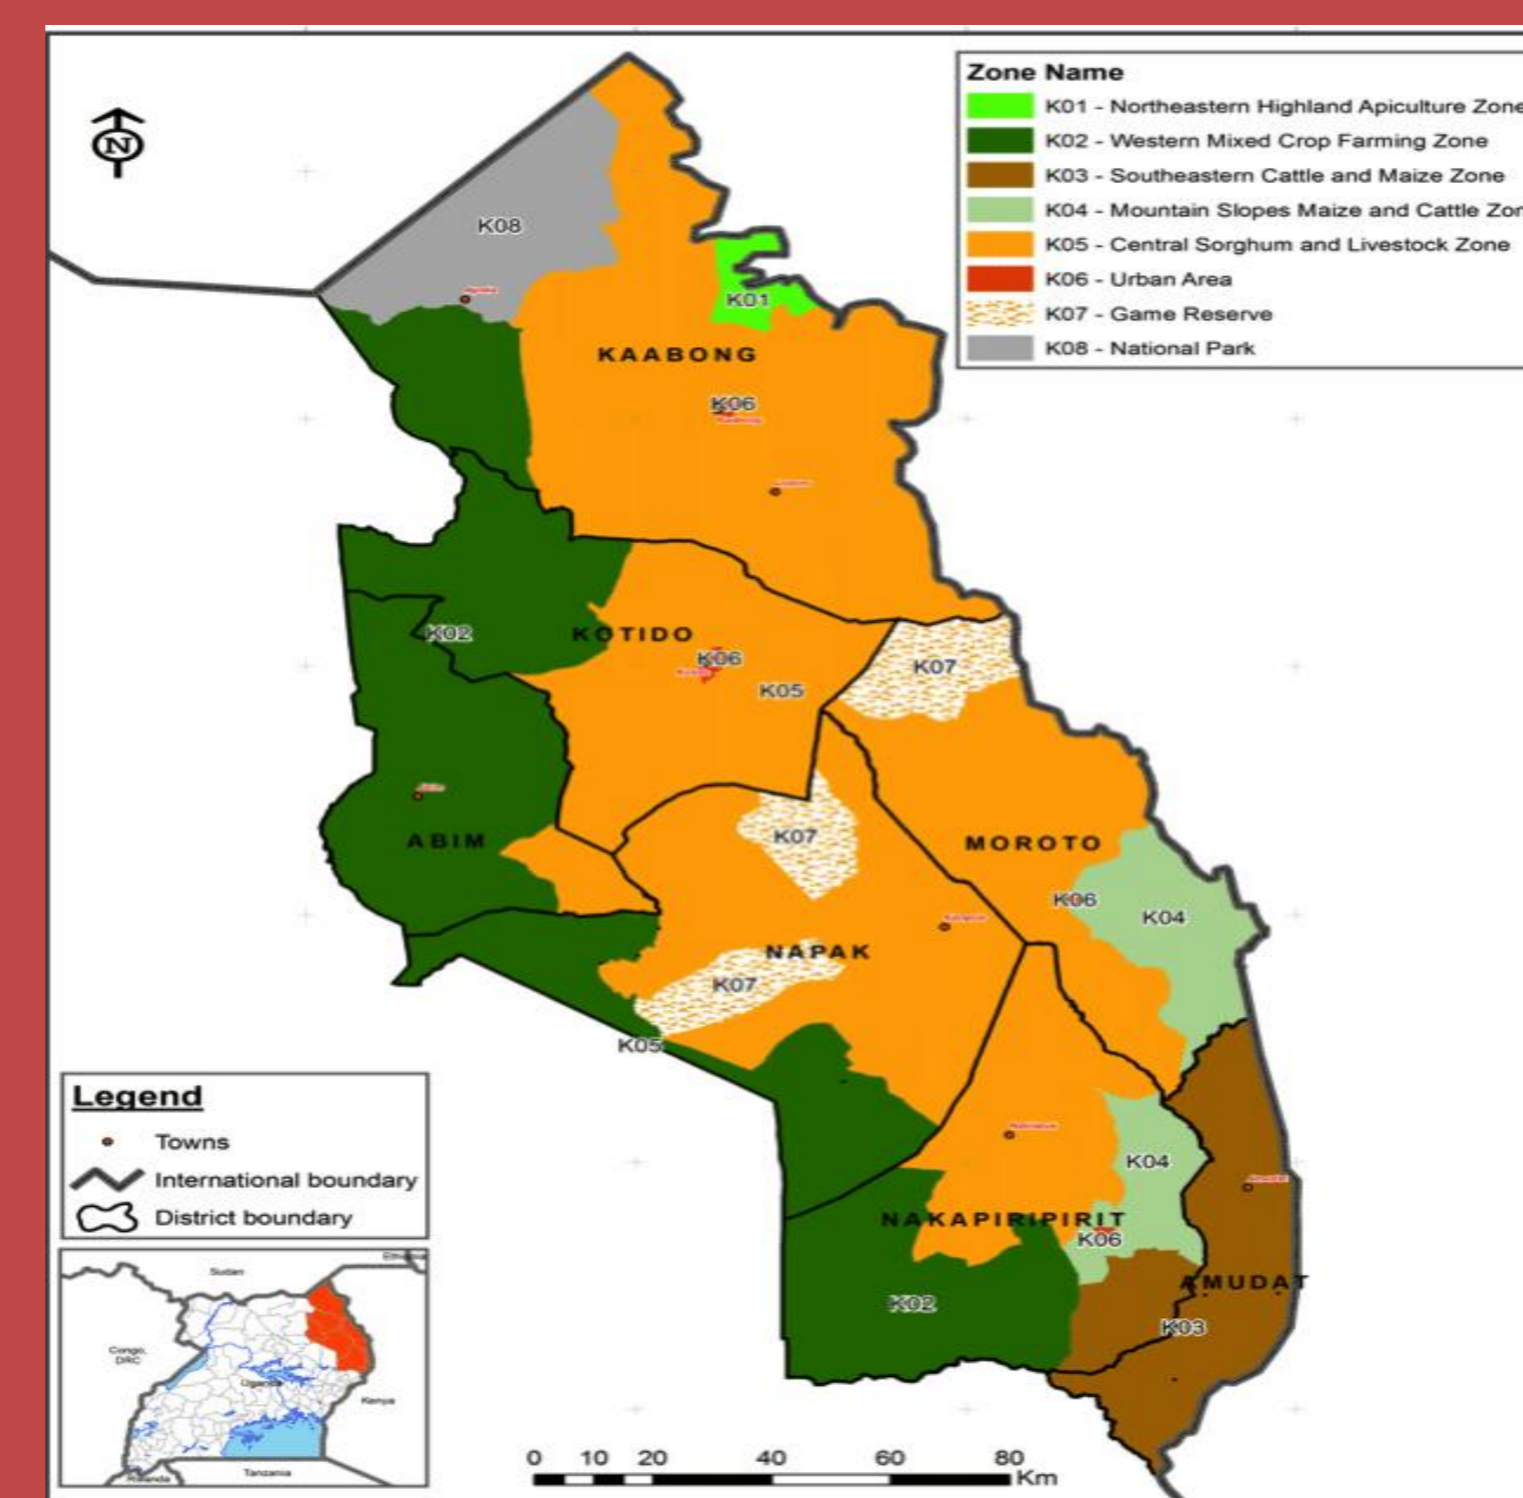 N
Zone Name
K01 - Northeastern Highland Apiculture Zone
K02 - Western Mixed Crop Farming Zone
K03 - Southeastern Cattle and Maize Zone
K04 - Mountain Slopes Maize and Cattle Zon
K05 - Central Sorghum and Livestock Zone
K06 - Urban Area
K07 - Game Reserve
K08 - National Park
K08
K01
KAABONG
K06
K02
KOTIDO
K06
K05
K07
K07
ABIM
MOROTO
K06
K04
NAPAK
K07
K05
K04
NAKAPIRIPIRIT
K06
AMUDAT
K02
K03
Legend
Towns
International boundary
District boundary
Sudan
Congo,
DRC
Uganda
Kenya
Rwanda
Tanzania
0 10 20 40 60 80
Km